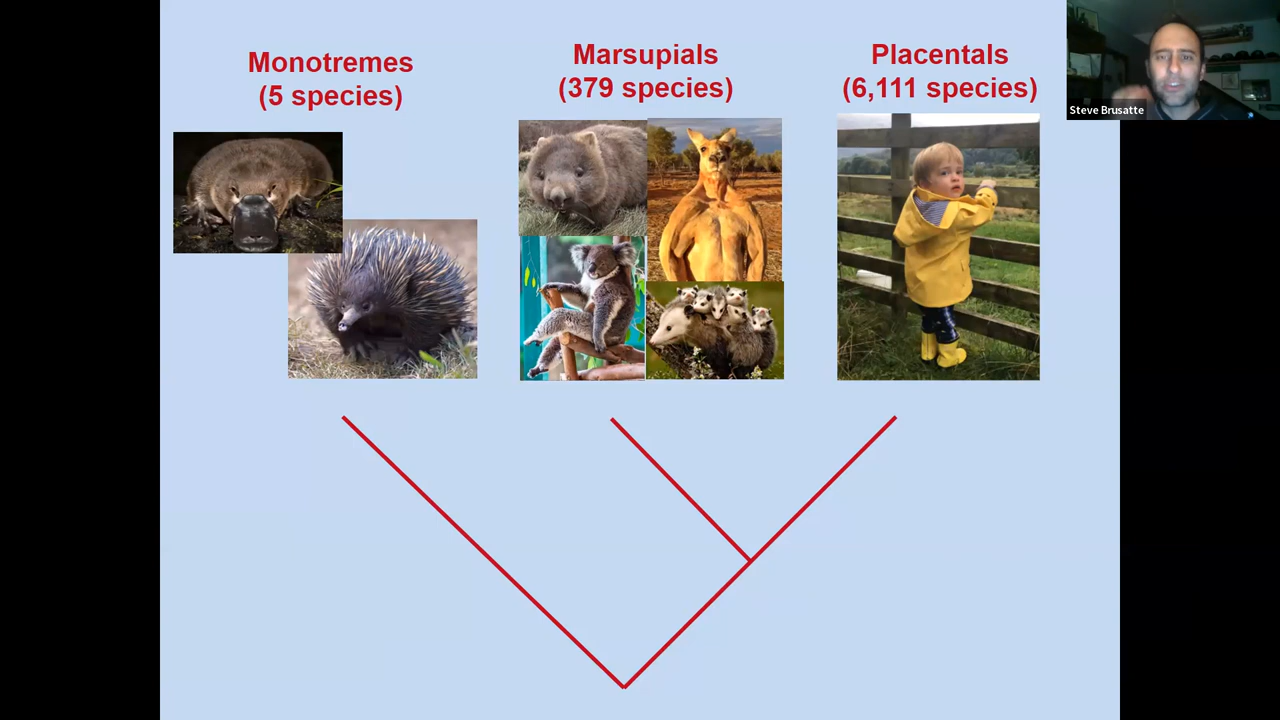 Monotremes
(5 species)
Marsupials
(379 species)
Placentals
(6,111 species)
Steve Brusatte